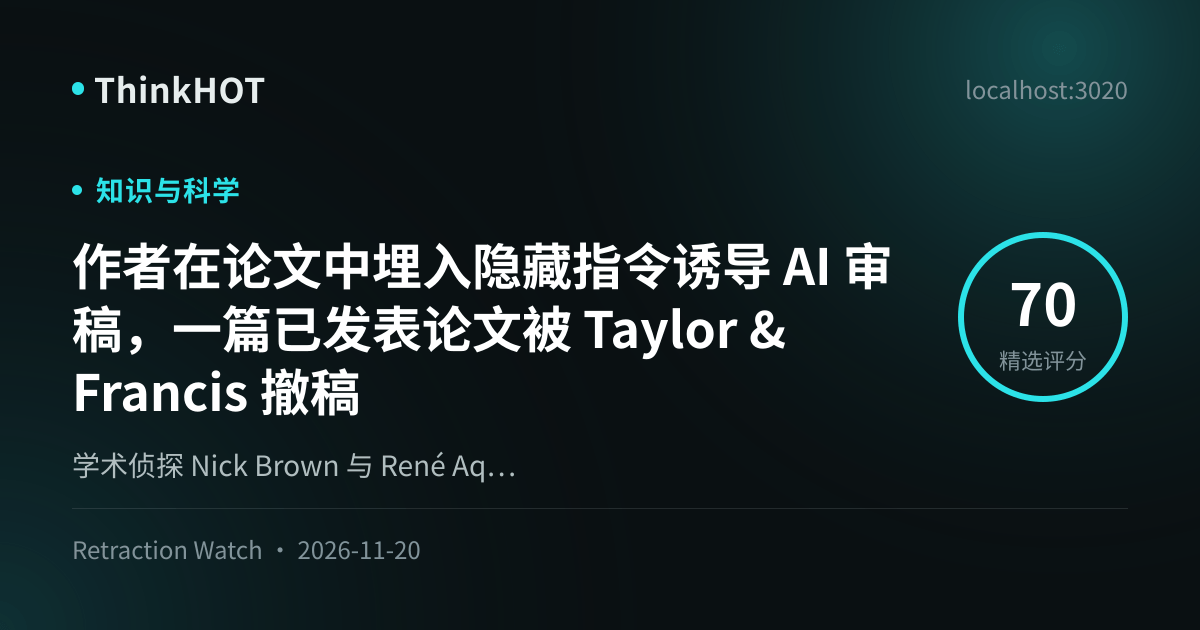 ThinkHOT
localhost:3020
知识与科学
作者在论文中埋入隐藏指令诱导 AI 审
稿，一篇已发表论文被 Taylor &
Francis 撤稿
70
精选评分
学术侦探 Nick Brown 与 René Aq…
Retraction Watch · 2026-11-20